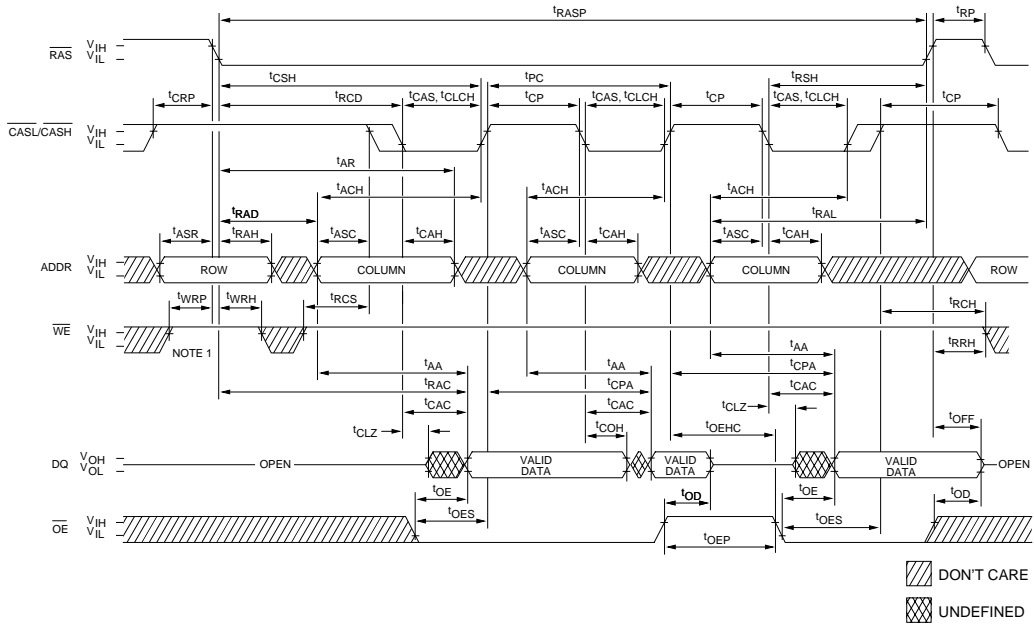 tRASP tRP
RAS VIH
VIL
tCSH tPC tRSH
tCRP tRCD tCAS, tCLCH tCP tCAS, tCLCH tCP tCAS, tCLCH tCP
CASL/CASH VIH
VIL
tAR
tACH tACH tACH
tRAD tRAL
tASR tRAH tASC tCAH tASC tCAH tASC tCAH
ADDR VIH
VIL
ROW COLUMN COLUMN COLUMN ROW
tWRP tWRH tRCS tRCH
WE VIH
VIL
NOTE 1 tRRH
tAA tAA tAA
tRAC tCPA tCPA
tCAC tCAC tCAC
tCLZ tCOH tOEHC tCLZ tOFF
DQ VOH
VOL
OPEN VALID DATA VALID DATA VALID DATA OPEN
tOE tOD tOE tOD
tOES tOES
OE VIH
VIL
tOEP
DON'T CARE
UNDEFINED